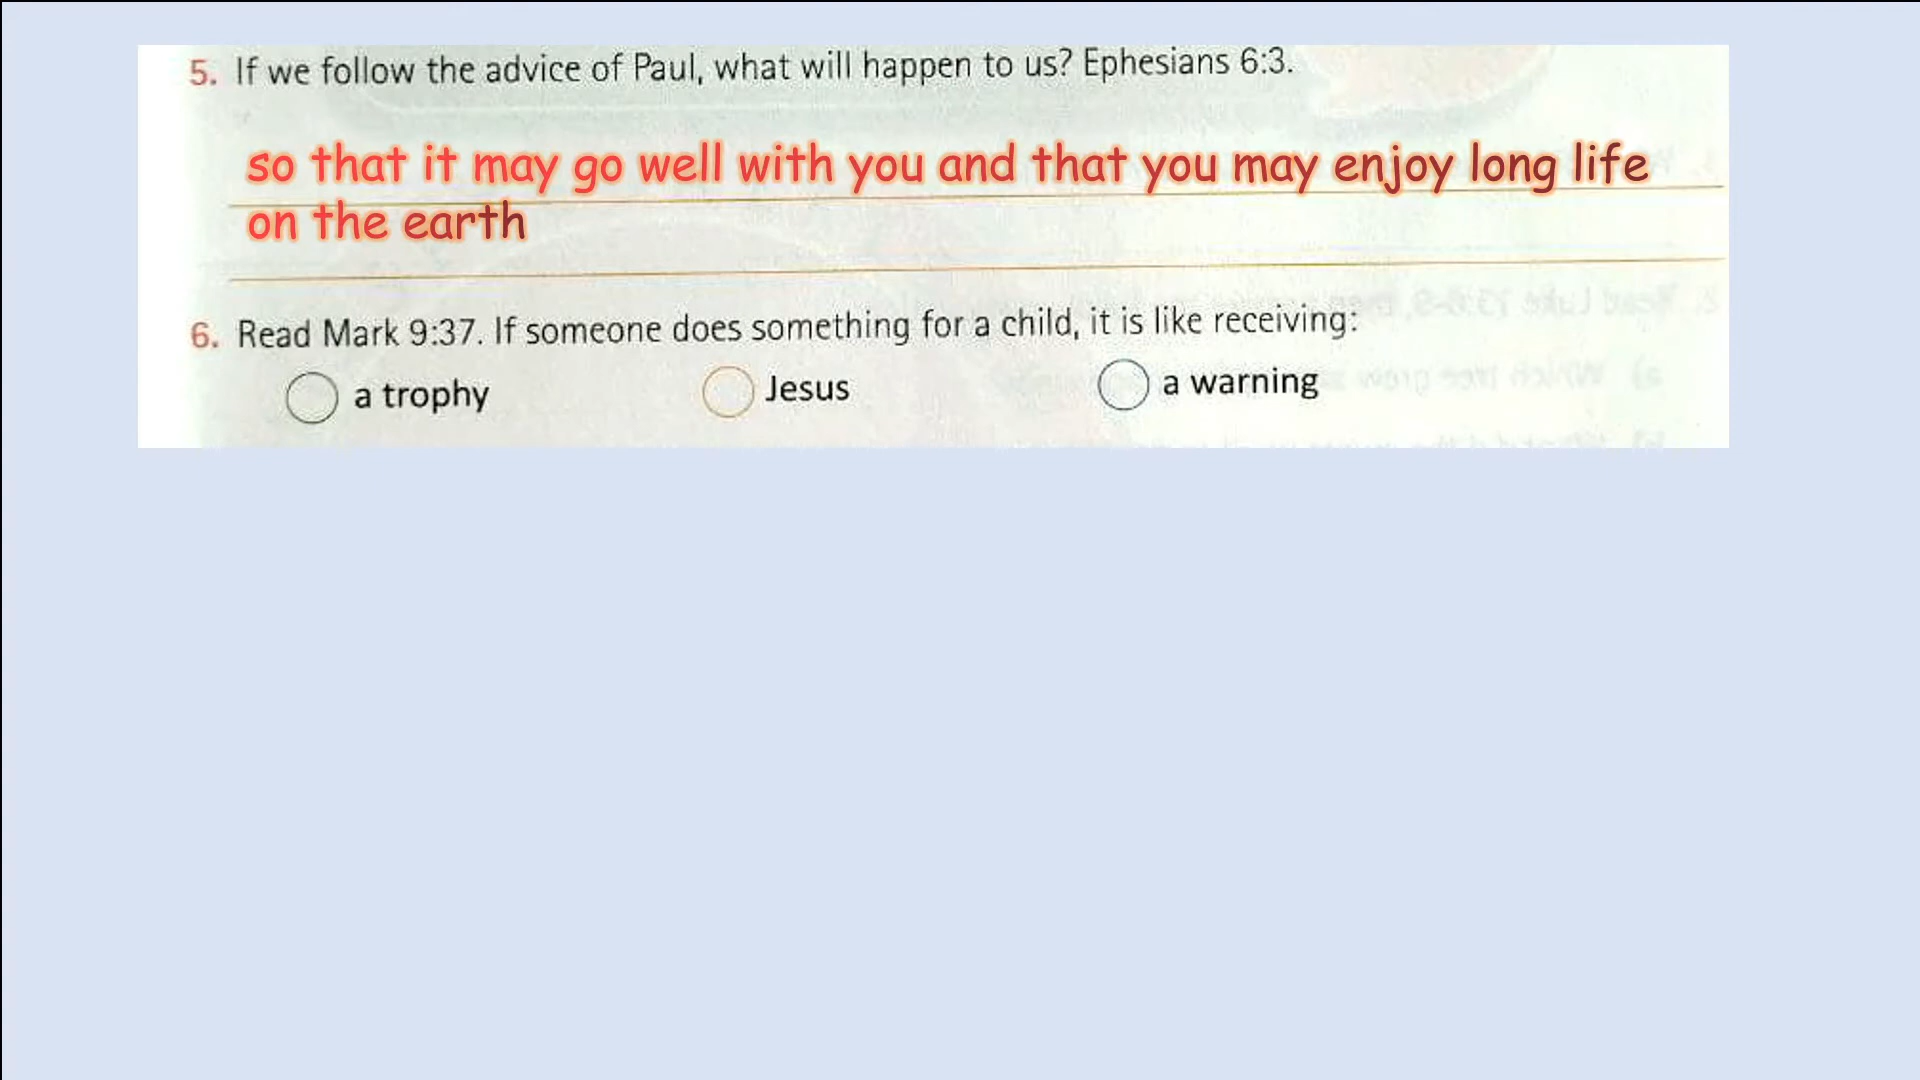 5. If we follow the advice of Paul, what will happen to us? Ephesians 6:3.
so that it may go well with you and that you may enjoy long life
on the earth
6. Read Mark 9:37. If someone does something for a child, it is like receiving:
a trophy Jesus a warning